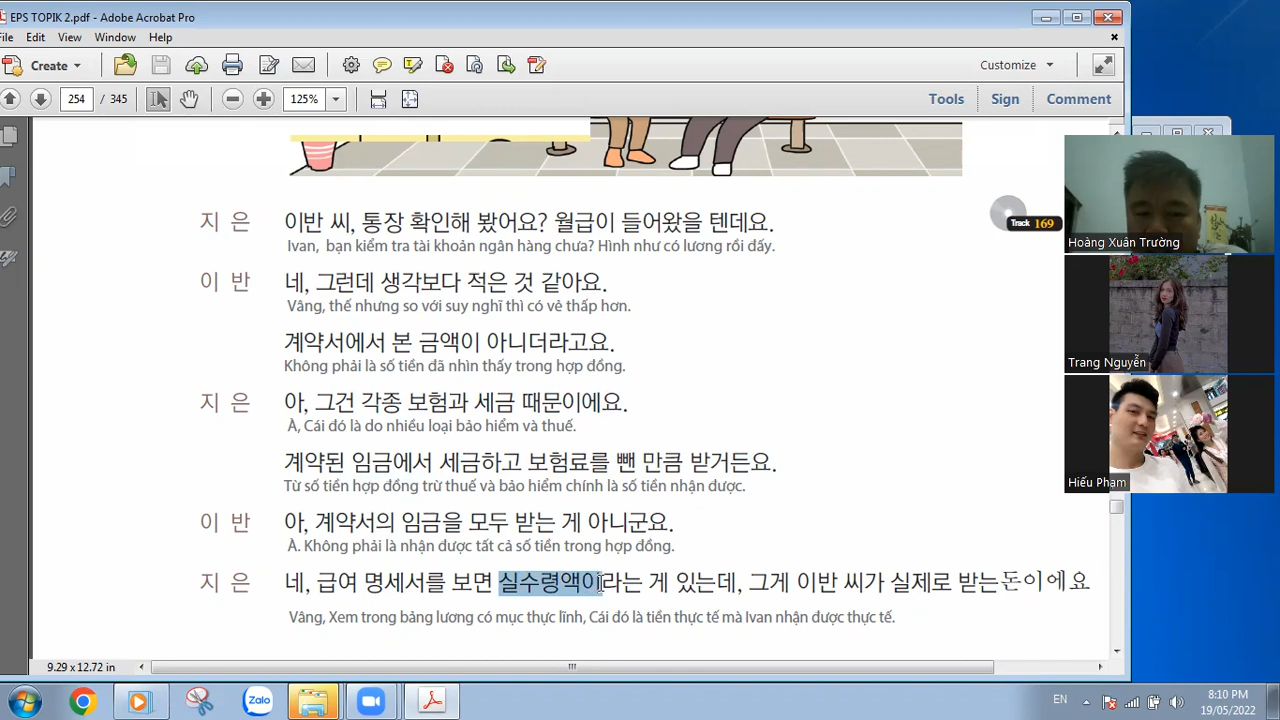 EPS TOPIK 2.pdf - Adobe Acrobat Pro
File Edit View Window Help
Create Customize
254 / 345 125% Tools Sign Comment
Track 169
지 은 이반 씨, 통장 확인해 봤어요? 월급이 들어왔을 텐데요.
Ivan, bạn kiểm tra tài khoản ngân hàng chưa? Hình như có lương rồi đấy.
이 반 네, 그런데 생각보다 적은 것 같아요.
Vâng, thế nhưng so với suy nghĩ thì có vẻ thấp hơn.
계약서에서 본 금액이 아니더라고요.
Không phải là số tiền đã nhìn thấy trong hợp đồng.
지 은 아, 그건 각종 보험과 세금 때문이에요.
À, Cái đó là do nhiều loại bảo hiểm và thuế.
계약된 임금에서 세금하고 보험료를 뺀 만큼 받거든요.
Từ số tiền hợp đồng trừ thuế và bảo hiểm chính là số tiền nhận được.
이 반 아, 계약서의 임금을 모두 받는 게 아니군요.
À. Không phải là nhận được tất cả số tiền trong hợp đồng.
지 은 네, 급여 명세서를 보면 실수령액이라는 게 있는데, 그게 이반 씨가 실제로 받는돈이에요
Vâng, Xem trong bảng lương có mục thực lĩnh, Cái đó là tiền thực tế mà Ivan nhận được thực tế.
Hoàng Xuân Trường
Trang Nguyễn
Hiếu Phạm
9.29 x 12.72 in
Zalo
EN
8:10 PM
19/05/2022